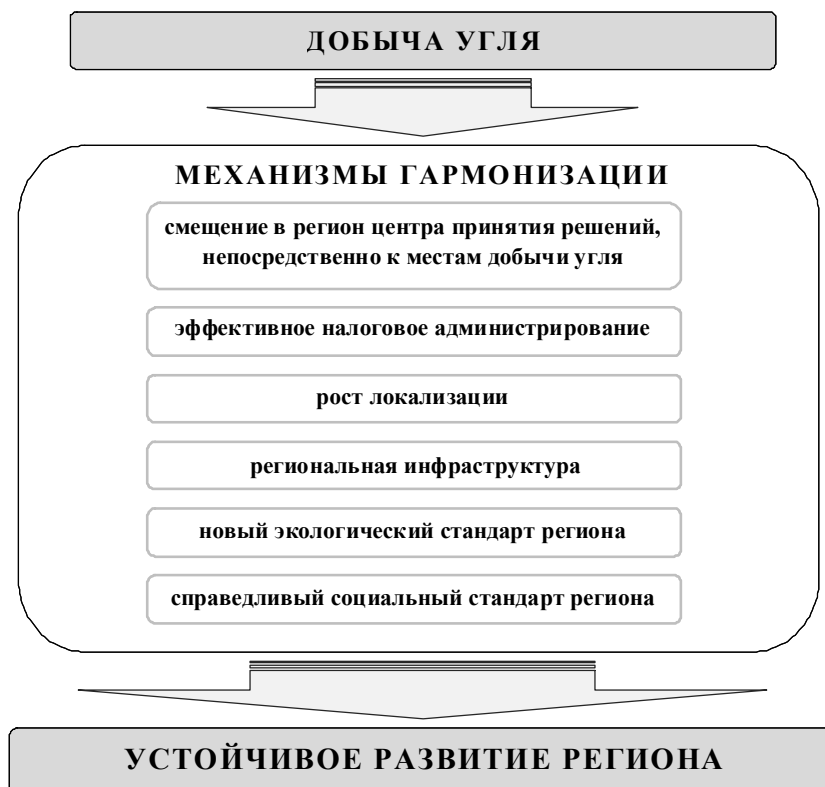 ДОБЫЧА УГЛЯ
МЕХАНИЗМЫ ГАРМОНИЗАЦИИ
смещение в регион центра принятия решений,
непосредственно к местам добычи угля
эффективное налоговое администрирование
рост локализации
региональная инфраструктура
новый экологический стандарт региона
справедливый социальный стандарт региона
УСТОЙЧИВОЕ РАЗВИТИЕ РЕГИОНА